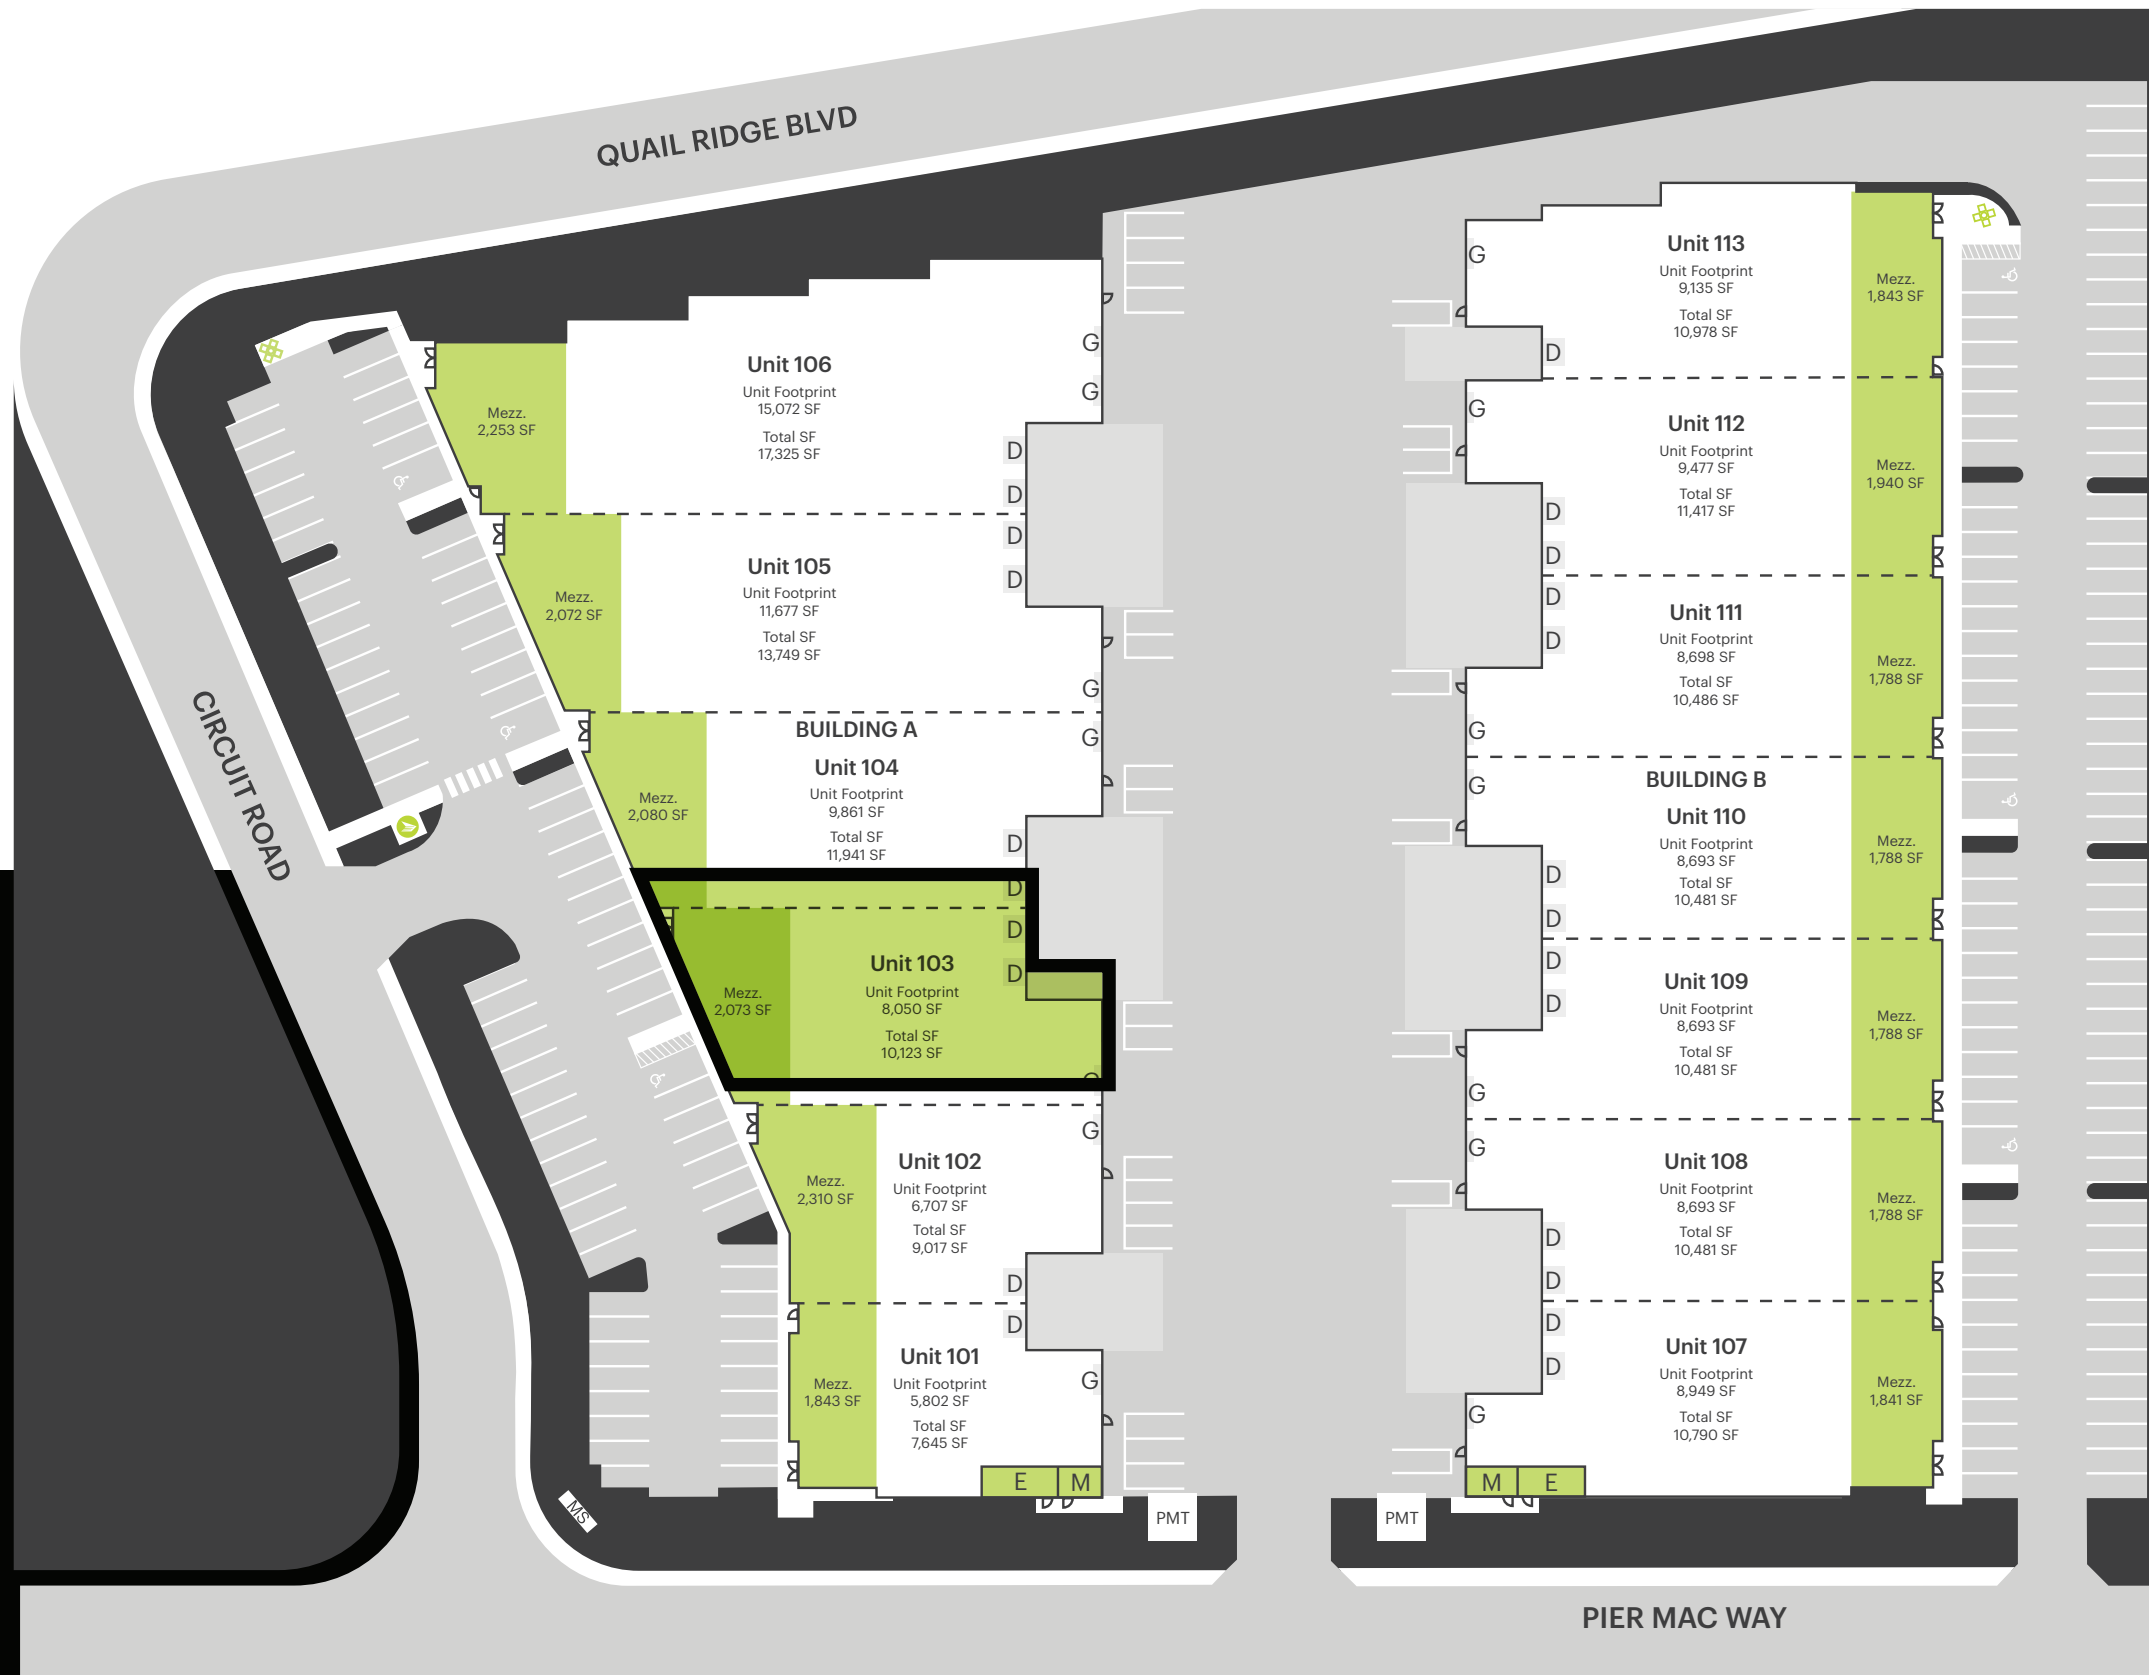 QUAIL RIDGE BLVD
CIRCUIT ROAD
Unit 106
Unit Footprint
15,072 SF
Total SF
17,325 SF
Mezz.
2,253 SF
G
G
D
D
Unit 105
Unit Footprint
11,677 SF
Total SF
13,749 SF
Mezz.
2,072 SF
D
D
G
BUILDING A
Unit 104
Unit Footprint
9,861 SF
Total SF
11,941 SF
Mezz.
2,080 SF
G
D
D
Unit 103
Unit Footprint
8,050 SF
Total SF
10,123 SF
Mezz.
2,073 SF
D
D
G
Unit 102
Unit Footprint
6,707 SF
Total SF
9,017 SF
Mezz.
2,310 SF
G
D
Unit 101
Unit Footprint
5,802 SF
Total SF
7,645 SF
Mezz.
1,843 SF
D
G
E
M
MS
PMT
Unit 113
Unit Footprint
9,135 SF
Total SF
10,978 SF
Mezz.
1,843 SF
G
D
Unit 112
Unit Footprint
9,477 SF
Total SF
11,417 SF
Mezz.
1,940 SF
G
D
D
Unit 111
Unit Footprint
8,698 SF
Total SF
10,486 SF
Mezz.
1,788 SF
D
D
G
BUILDING B
Unit 110
Unit Footprint
8,693 SF
Total SF
10,481 SF
Mezz.
1,788 SF
G
D
D
Unit 109
Unit Footprint
8,693 SF
Total SF
10,481 SF
Mezz.
1,788 SF
D
D
G
Unit 108
Unit Footprint
8,693 SF
Total SF
10,481 SF
Mezz.
1,788 SF
G
D
D
Unit 107
Unit Footprint
8,949 SF
Total SF
10,790 SF
Mezz.
1,841 SF
D
D
G
M
E
PMT
PIER MAC WAY